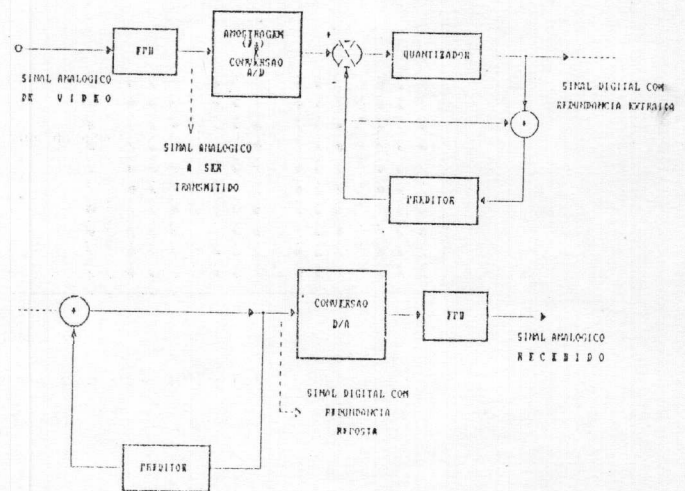 SINAL ANALOGICO
DE VIDEO
FPB
SINAL ANALOGICO
A SER
TRANSMITIDO
AMOSTRAGEM
E
CONVERSAO
A/D
+
QUANTIZADOR
SINAL DIGITAL COM
REDUNDANCIA EXTRAIDA
+
PREDITOR
+
CONVERSAO
D/A
FPB
SINAL ANALOGICO
RECEBIDO
SINAL DIGITAL COM
REDUNDANCIA
REPOSTA
PREDITOR